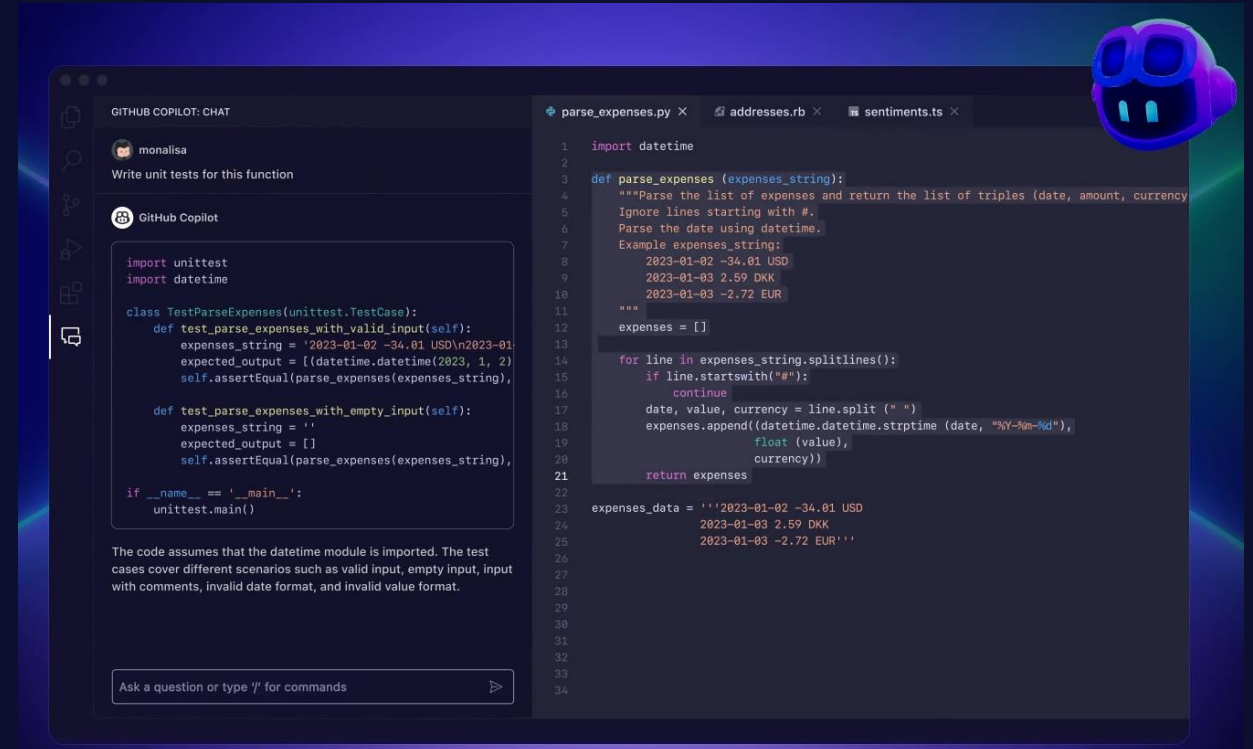 GITHUB COPILOT: CHAT
monalisa
Write unit tests for this function
GitHub Copilot
import unittest
import datetime
class TestParseExpenses(unittest.TestCase):
    def test_parse_expenses_with_valid_input(self):
        expenses_string = '2023-01-02 -34.01 USD\n2023-01-
        expected_output = [(datetime.datetime(2023, 1, 2)
        self.assertEqual(parse_expenses(expenses_string),
    def test_parse_expenses_with_empty_input(self):
        expenses_string = ''
        expected_output = []
        self.assertEqual(parse_expenses(expenses_string),
if __name__ == '__main__':
    unittest.main()
The code assumes that the datetime module is imported. The test
cases cover different scenarios such as valid input, empty input, input
with comments, invalid date format, and invalid value format.
Ask a question or type '/' for commands
parse_expenses.py × addresses.rb × TS sentiments.ts ×
1 import datetime
2
3 def parse_expenses (expenses_string):
4     """Parse the list of expenses and return the list of triples (date, amount, currency
5     Ignore lines starting with #.
6     Parse the date using datetime.
7     Example expenses_string:
8         2023-01-02 -34.01 USD
9         2023-01-03 2.59 DKK
10         2023-01-03 -2.72 EUR
11     """
12     expenses = []
13
14     for line in expenses_string.splitlines():
15         if line.startswith("#"):
16             continue
17         date, value, currency = line.split (" ")
18         expenses.append((datetime.datetime.strptime (date, "%Y-%m-%d"),
19                         float (value),
20                         currency))
21         return expenses
22
23 expenses_data = '''2023-01-02 -34.01 USD
24                 2023-01-03 2.59 DKK
25                 2023-01-03 -2.72 EUR'''
26
27
28
29
30
31
32
33
34